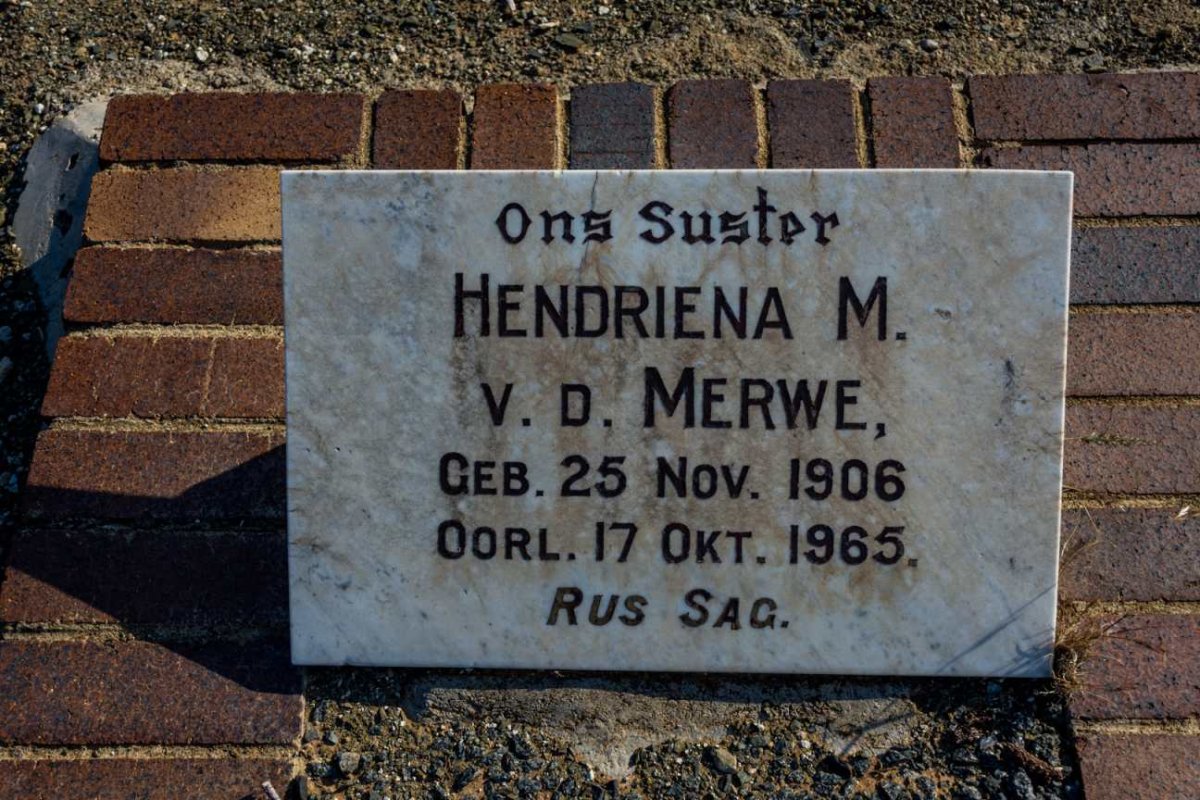 Ons Suster
HENDRIENA M.
V. D. MERWE,
GEB. 25 NOV. 1906
OORL. 17 OKT. 1965.
RUS SAG.